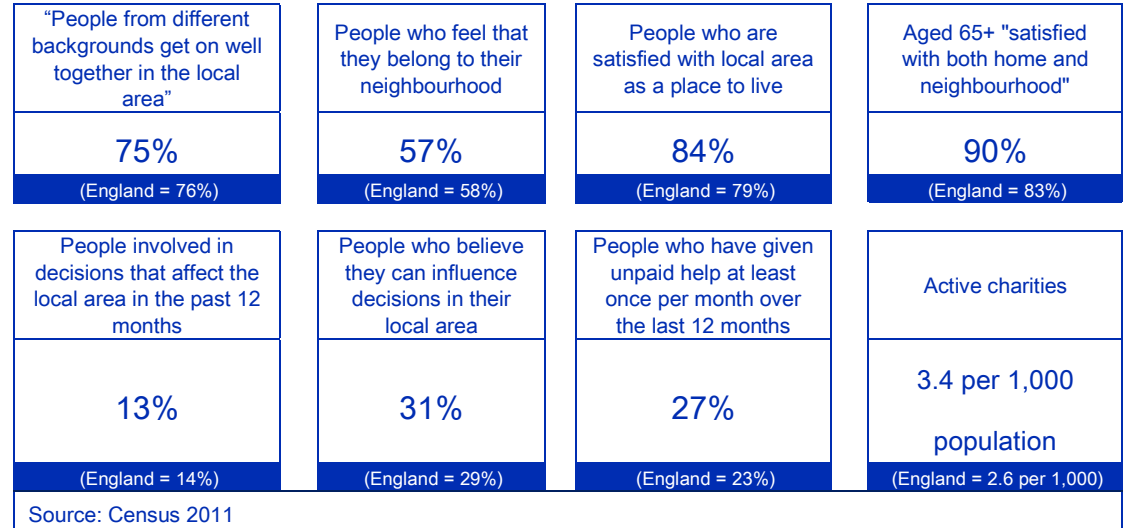 “People from different
backgrounds get on well
together in the local
area”
75%
(England = 76%)
People who feel that
they belong to their
neighbourhood
57%
(England = 58%)
People who are
satisfied with local area
as a place to live
84%
(England = 79%)
Aged 65+ "satisfied
with both home and
neighbourhood"
90%
(England = 83%)
People involved in
decisions that affect the
local area in the past 12
months
13%
(England = 14%)
People who believe
they can influence
decisions in their
local area
31%
(England = 29%)
People who have given
unpaid help at least
once per month over
the last 12 months
27%
(England = 23%)
Active charities
3.4 per 1,000
population
(England = 2.6 per 1,000)
Source: Census 2011